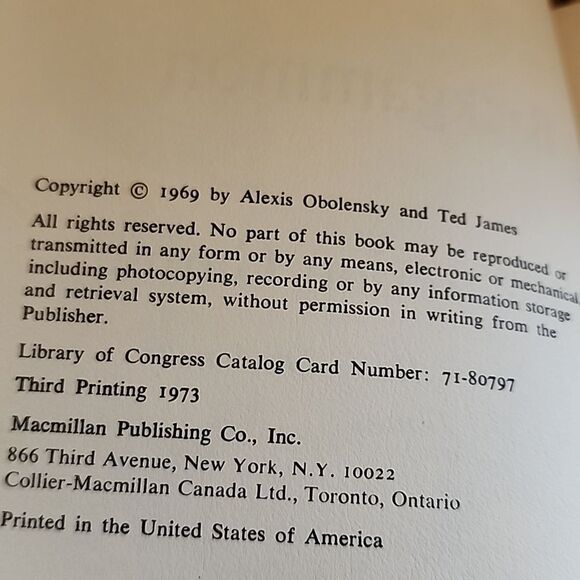 Copyright © 1969 by Alexis Obolensky and Ted James
All rights reserved. No part of this book may be reproduced or
transmitted in any form or by any means, electronic or mechanical
including photocopying, recording or by any information storage
and retrieval system, without permission in writing from the
Publisher.
Library of Congress Catalog Card Number: 71-80797
Third Printing 1973
Macmillan Publishing Co., Inc.
866 Third Avenue, New York, N.Y. 10022
Collier-Macmillan Canada Ltd., Toronto, Ontario
Printed in the United States of America